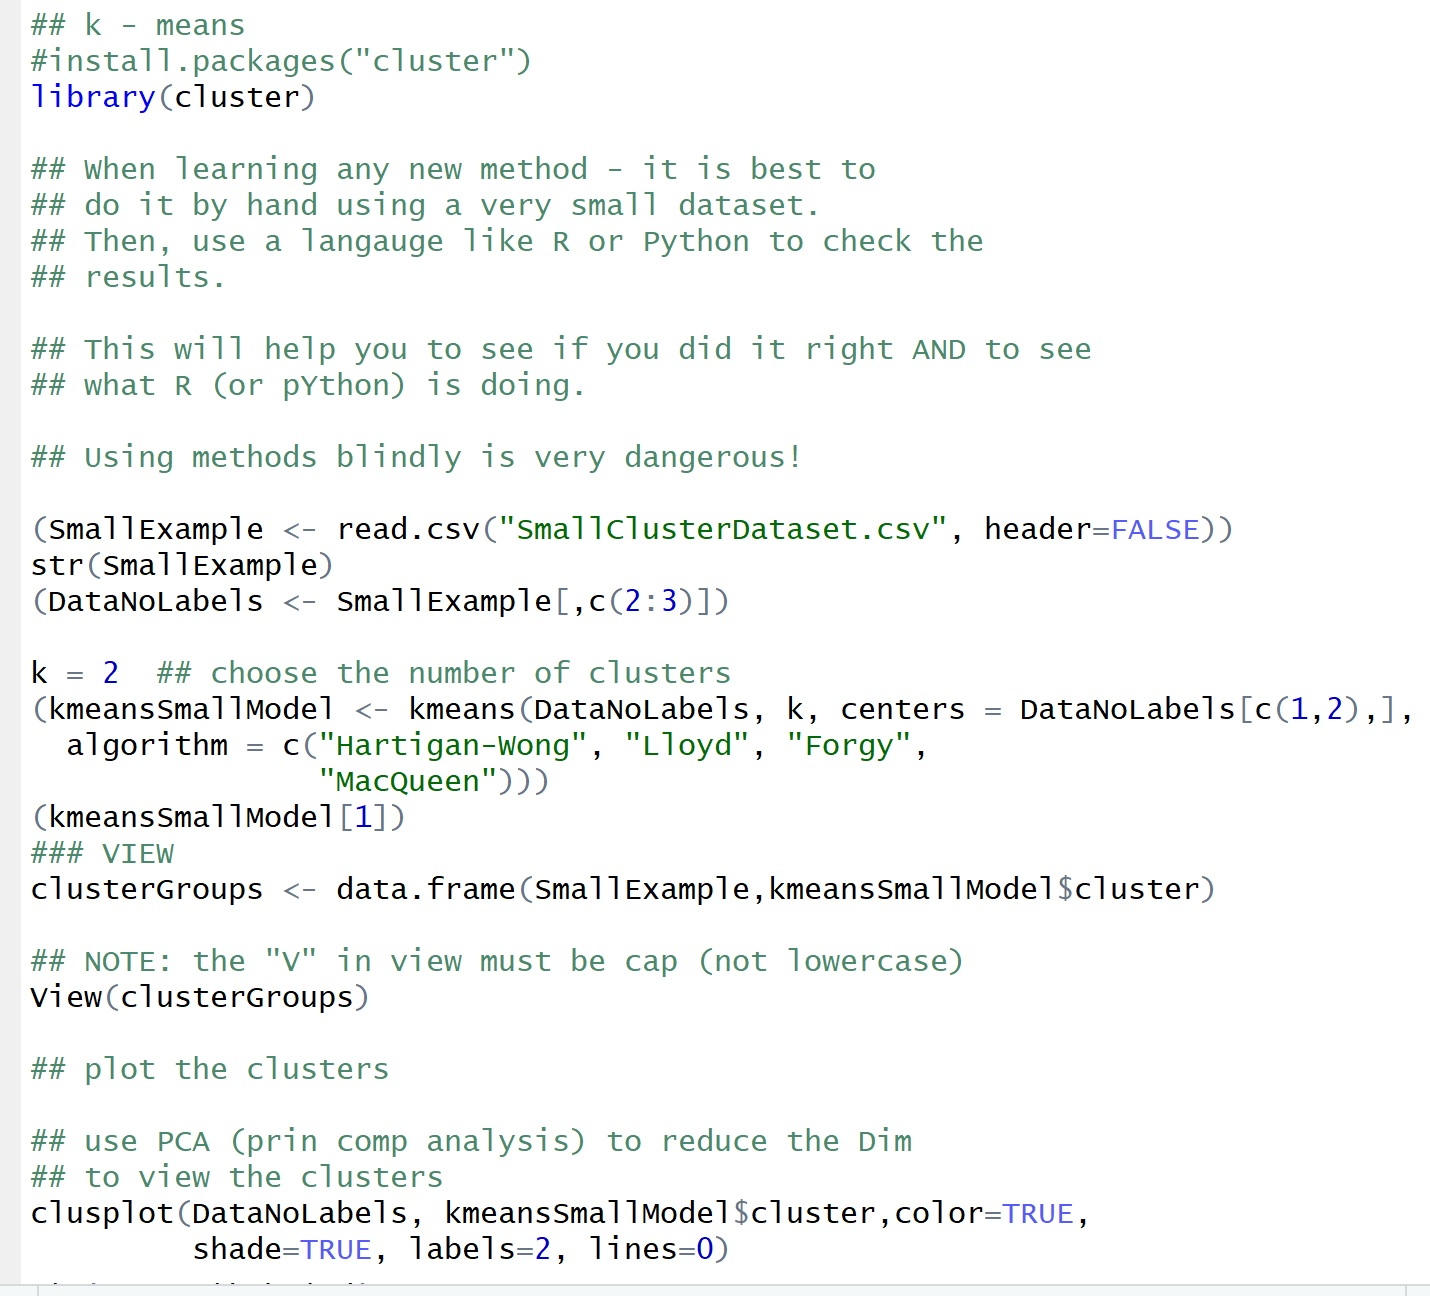 ## k - means
#install.packages("cluster")
library(cluster)
## When learning any new method - it is best to
## do it by hand using a very small dataset.
## Then, use a langauge like R or Python to check the
## results.
## This will help you to see if you did it right AND to see
## what R (or pYthon) is doing.
## Using methods blindly is very dangerous!
(SmallExample <- read.csv("SmallClusterDataset.csv", header=FALSE))
str(SmallExample)
(DataNoLabels <- SmallExample[,c(2:3)])
k = 2  ## choose the number of clusters
(kmeansSmallModel <- kmeans(DataNoLabels, k, centers = DataNoLabels[c(1,2),],
  algorithm = c("Hartigan-Wong", "Lloyd", "Forgy",
                "MacQueen")))
(kmeansSmallModel[1])
### VIEW
clusterGroups <- data.frame(SmallExample,kmeansSmallModel$cluster)
## NOTE: the "V" in view must be cap (not lowercase)
View(clusterGroups)
## plot the clusters
## use PCA (prin comp analysis) to reduce the Dim
## to view the clusters
clusplot(DataNoLabels, kmeansSmallModel$cluster,color=TRUE,
         shade=TRUE, labels=2, lines=0)